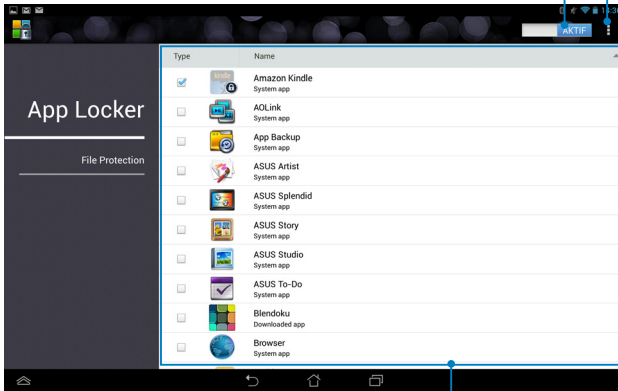 AKTIF
App Locker
File Protection
Type Name
Amazon Kindle
System app
AOLink
System app
App Backup
System app
ASUS Artist
System app
ASUS Splendid
System app
ASUS Story
System app
ASUS Studio
System app
ASUS To-Do
System app
Blendoku
Downloaded app
Browser
System app